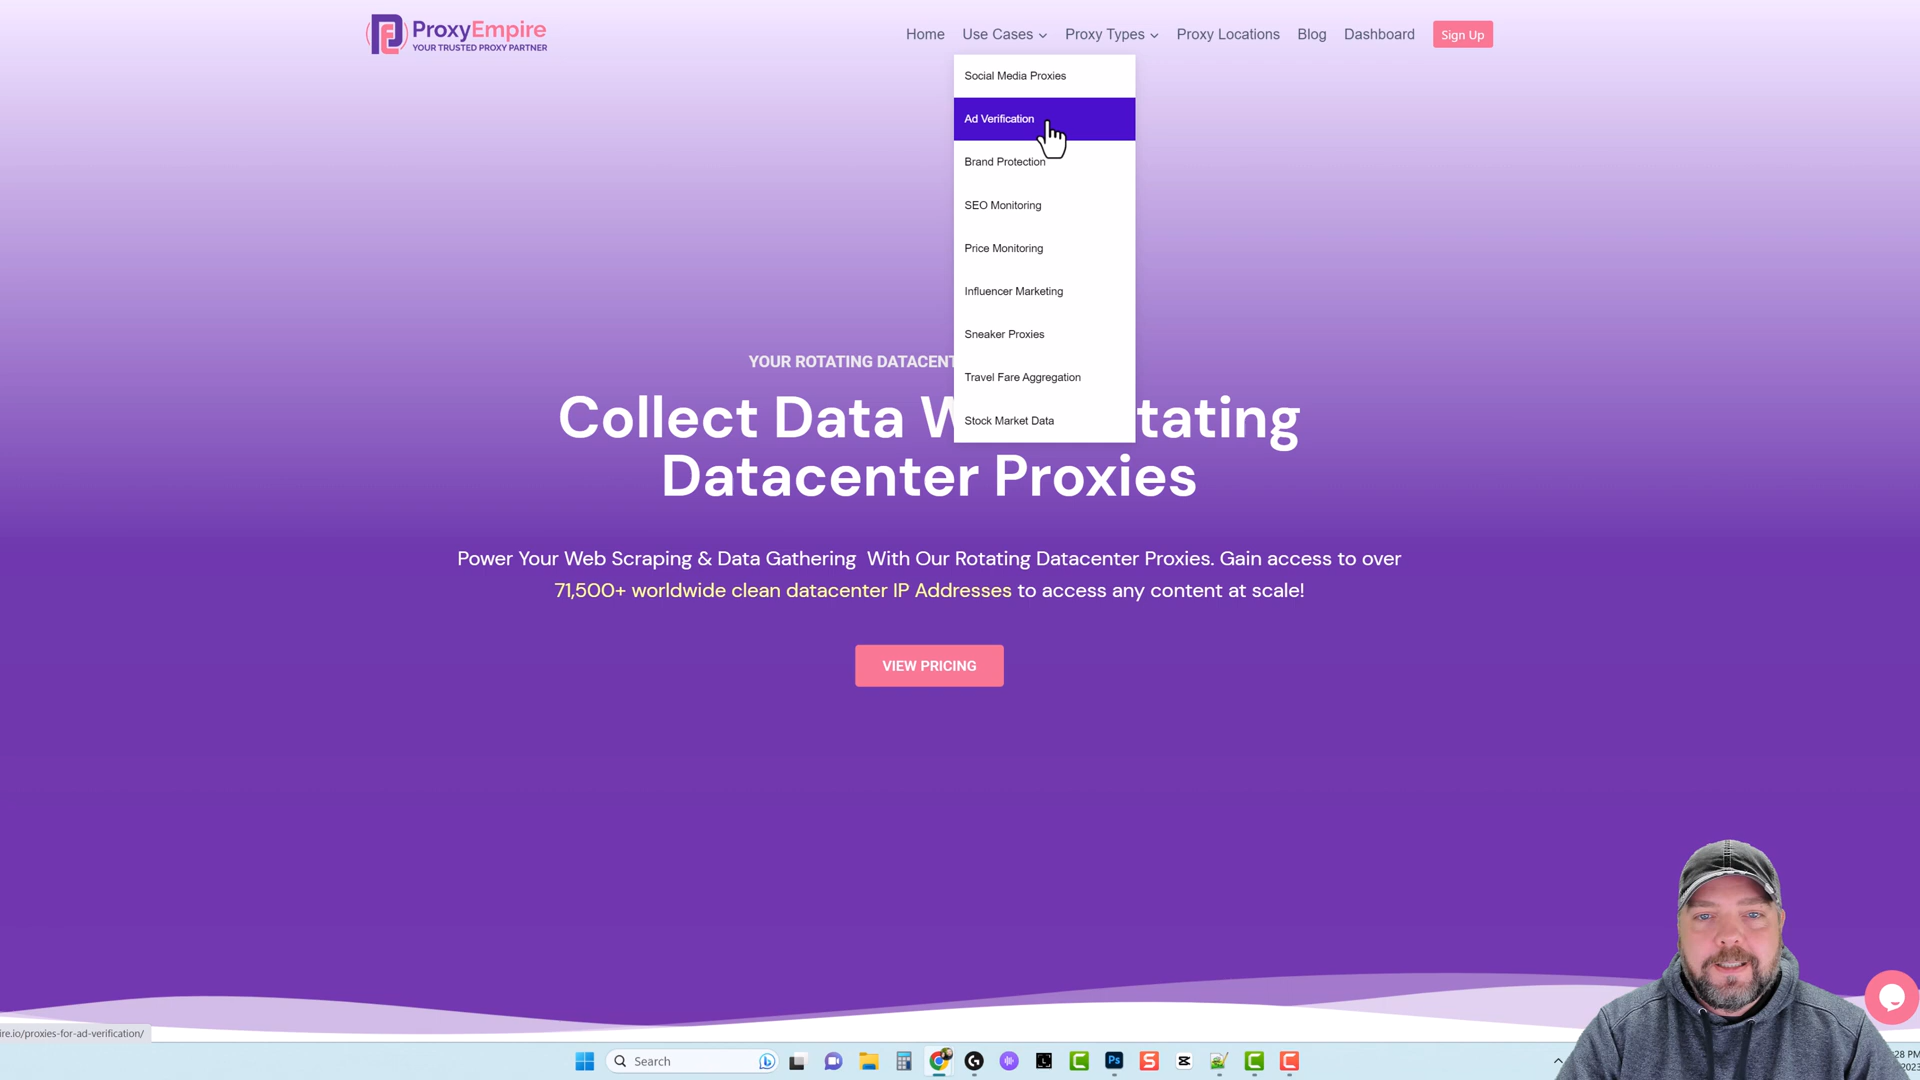 ProxyEmpire
YOUR TRUSTED PROXY PARTNER
Home Use Cases Proxy Types Proxy Locations Blog Dashboard Sign Up
Social Media Proxies
Ad Verification
Brand Protection
SEO Monitoring
Price Monitoring
Influencer Marketing
Sneaker Proxies
Travel Fare Aggregation
Stock Market Data
YOUR ROTATING DATACENT
Collect Data W tating
Datacenter Proxies
Power Your Web Scraping & Data Gathering With Our Rotating Datacenter Proxies. Gain access to over
71,500+ worldwide clean datacenter IP Addresses to access any content at scale!
VIEW PRICING
ire.io/proxies-for-ad-verification/
Search
Ps
:28 PM
2023